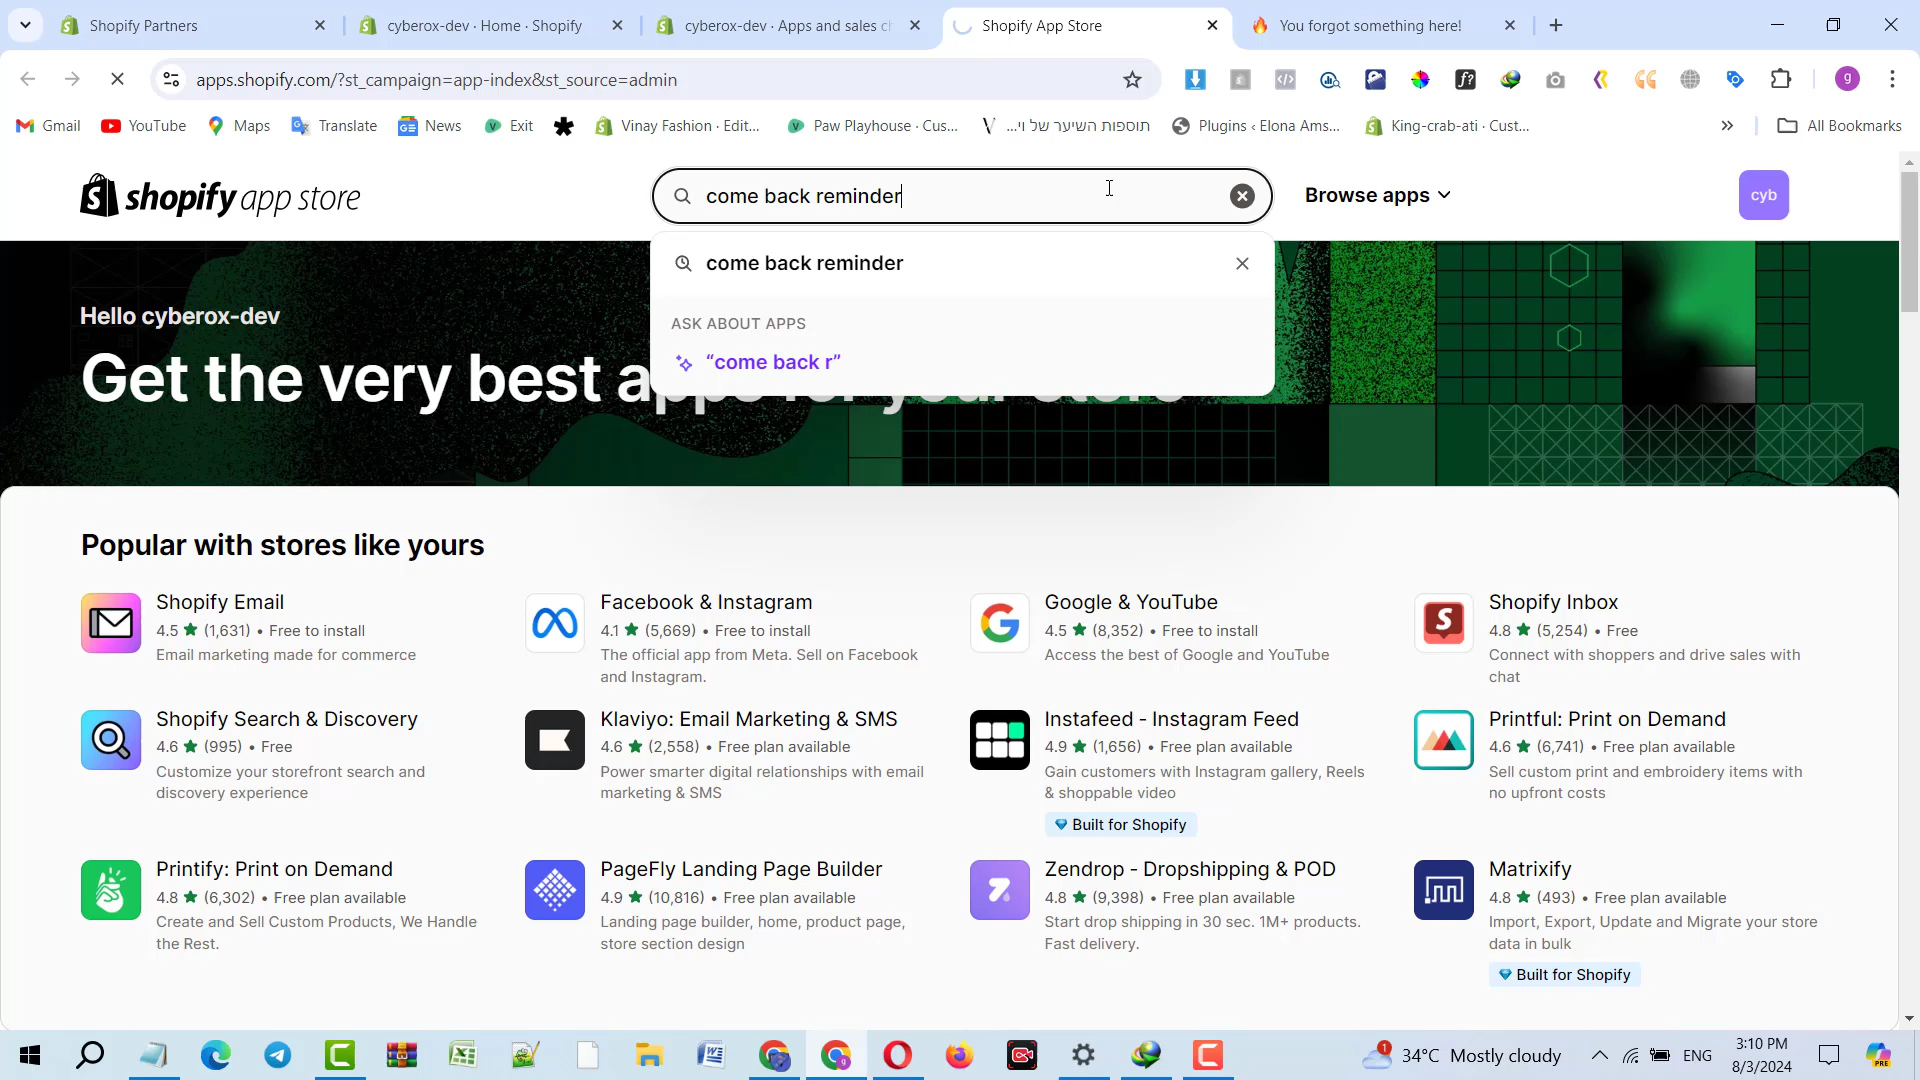 Shopify Partners
cyberox-dev · Home · Shopify
cyberox-dev · Apps and sales ch
Shopify App Store
You forgot something here!
apps.shopify.com/?st_campaign=app-index&st_source=admin
g
Gmail
YouTube
Maps
Translate
News
Exit
Vinay Fashion · Edit...
Paw Playhouse · Cus...
תוספות השיער של וי...
Plugins ‹ Elona Ams...
King-crab-ati · Cust...
All Bookmarks
shopify app store
come back reminder
Browse apps
cyb
come back reminder
ASK ABOUT APPS
“come back r”
Hello cyberox-dev
Get the very best apps for your store
Popular with stores like yours
Shopify Email
4.5 ★ (1,631) • Free to install
Email marketing made for commerce
Facebook & Instagram
4.1 ★ (5,669) • Free to install
The official app from Meta. Sell on Facebook
and Instagram.
Google & YouTube
4.5 ★ (8,352) • Free to install
Access the best of Google and YouTube
Shopify Inbox
4.8 ★ (5,254) • Free
Connect with shoppers and drive sales with
chat
Shopify Search & Discovery
4.6 ★ (995) • Free
Customize your storefront search and
discovery experience
Klaviyo: Email Marketing & SMS
4.6 ★ (2,558) • Free plan available
Power smarter digital relationships with email
marketing & SMS
Instafeed - Instagram Feed
4.9 ★ (1,656) • Free plan available
Gain customers with Instagram gallery, Reels
& shoppable video
Built for Shopify
Printful: Print on Demand
4.6 ★ (6,741) • Free plan available
Sell custom print and embroidery items with
no upfront costs
Printify: Print on Demand
4.8 ★ (6,302) • Free plan available
Create and Sell Custom Products, We Handle
the Rest.
PageFly Landing Page Builder
4.9 ★ (10,816) • Free plan available
Landing page builder, home, product page,
store section design
Zendrop - Dropshipping & POD
4.8 ★ (9,398) • Free plan available
Start drop shipping in 30 sec. 1M+ products.
Fast delivery.
Matrixify
4.8 ★ (493) • Free plan available
Import, Export, Update and Migrate your store
data in bulk
Built for Shopify
1
34°C Mostly cloudy
ENG
3:10 PM
8/3/2024
PRE